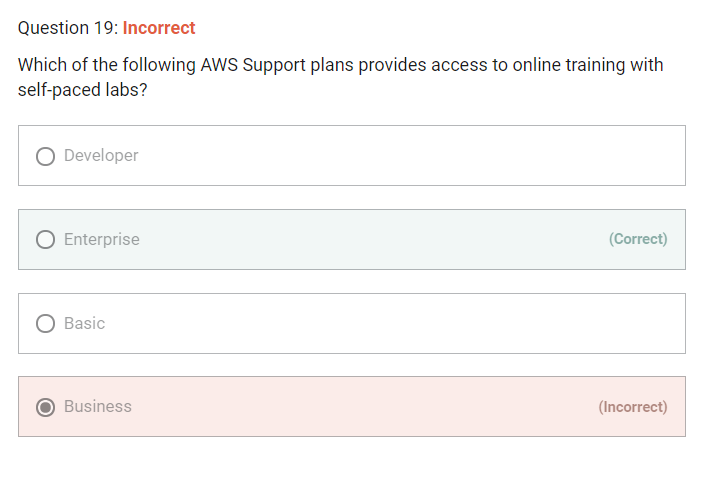 Question 19: Incorrect
Which of the following AWS Support plans provides access to online training with
self-paced labs?
Developer
Enterprise (Correct)
Basic
Business (Incorrect)